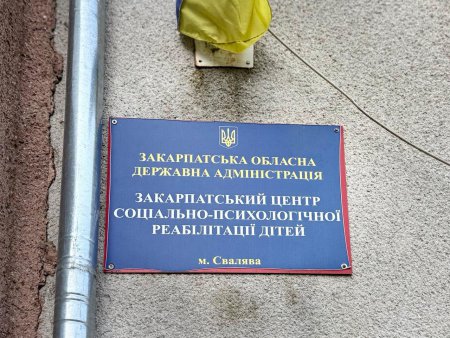 ЗАКАРПАТСЬКА ОБЛАСНА
ДЕРЖАВНА АДМІНІСТРАЦІЯ
ЗАКАРПАТСЬКИЙ ЦЕНТР
СОЦІАЛЬНО-ПСИХОЛОГІЧНОЇ
РЕАБІЛІТАЦІЇ ДІТЕЙ
м. Свалява